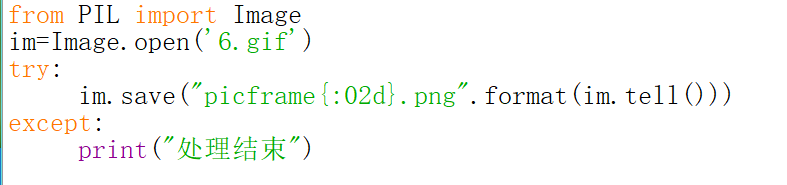 from PIL import Image
im=Image.open('6.gif')
try:
     im.save("picframe{:02d}.png".format(im.tell()))
except:
     print("处理结束")